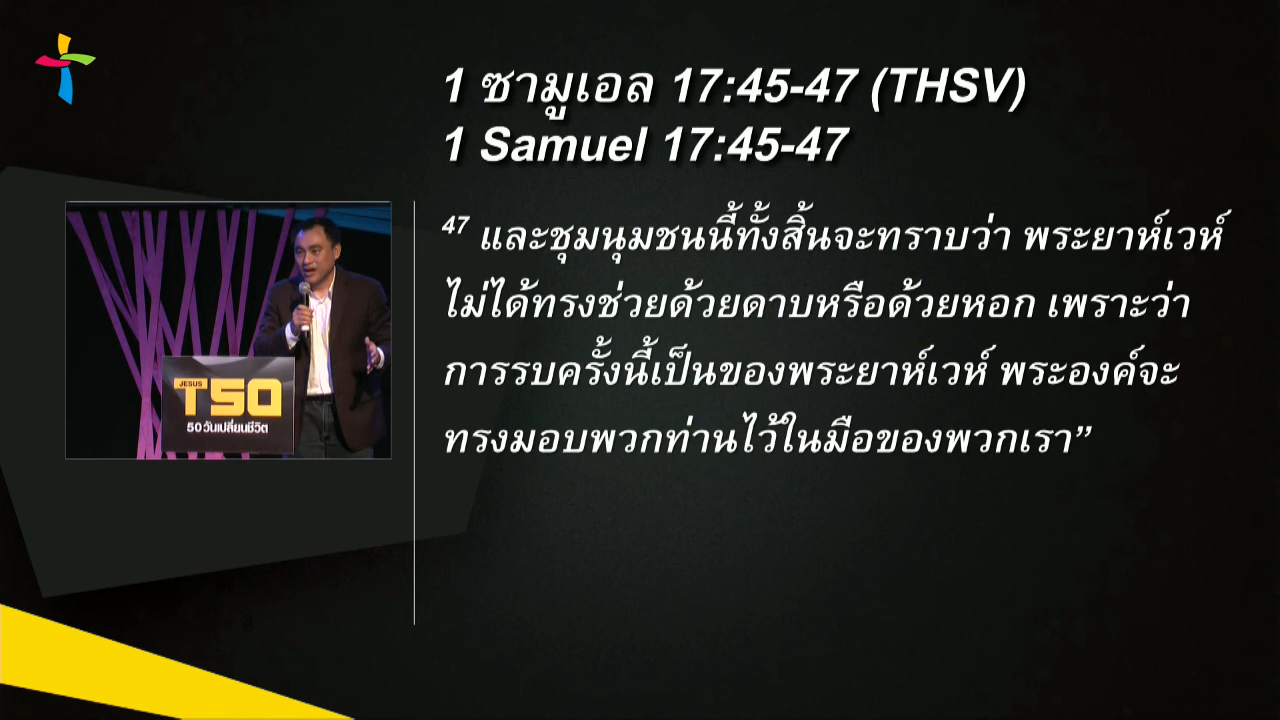 1 ซามูเอล 17:45-47 (THSV)
1 Samuel 17:45-47
47 และชุมนุมชนนี้ทั้งสิ้นจะทราบว่า พระยาห์เวห์
ไม่ได้ทรงช่วยด้วยดาบหรือด้วยหอก เพราะว่า
การรบครั้งนี้เป็นของพระยาห์เวห์ พระองค์จะ
ทรงมอบพวกท่านไว้ในมือของพวกเรา”
JESUS
T50
50วันเปลี่ยนชีวิต